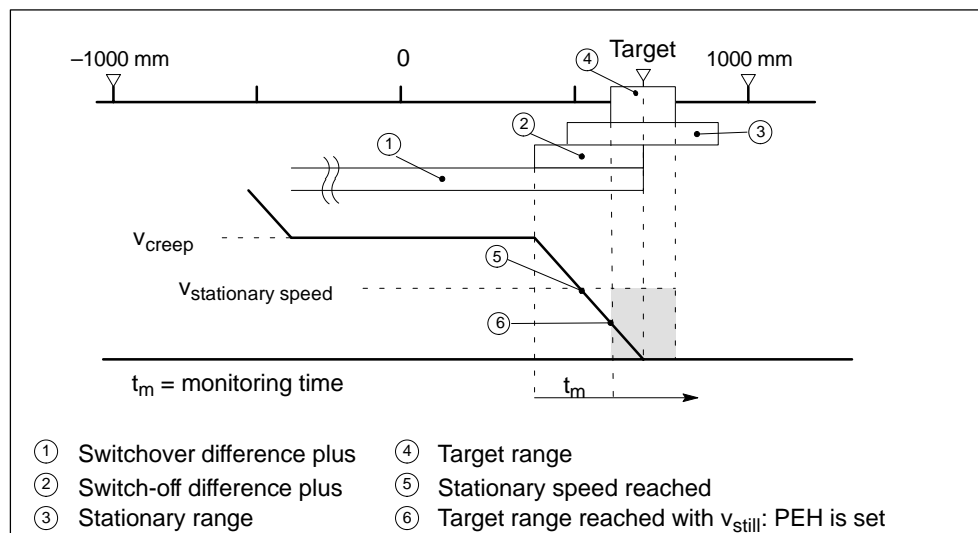 Target
–1000 mm
0
1000 mm
4
2
3
1
v creep
5
v stationary speed
6
t m = monitoring time
t m
1 Switchover difference plus
2 Switch-off difference plus
3 Stationary range
4 Target range
5 Stationary speed reached
6 Target range reached with v still: PEH is set